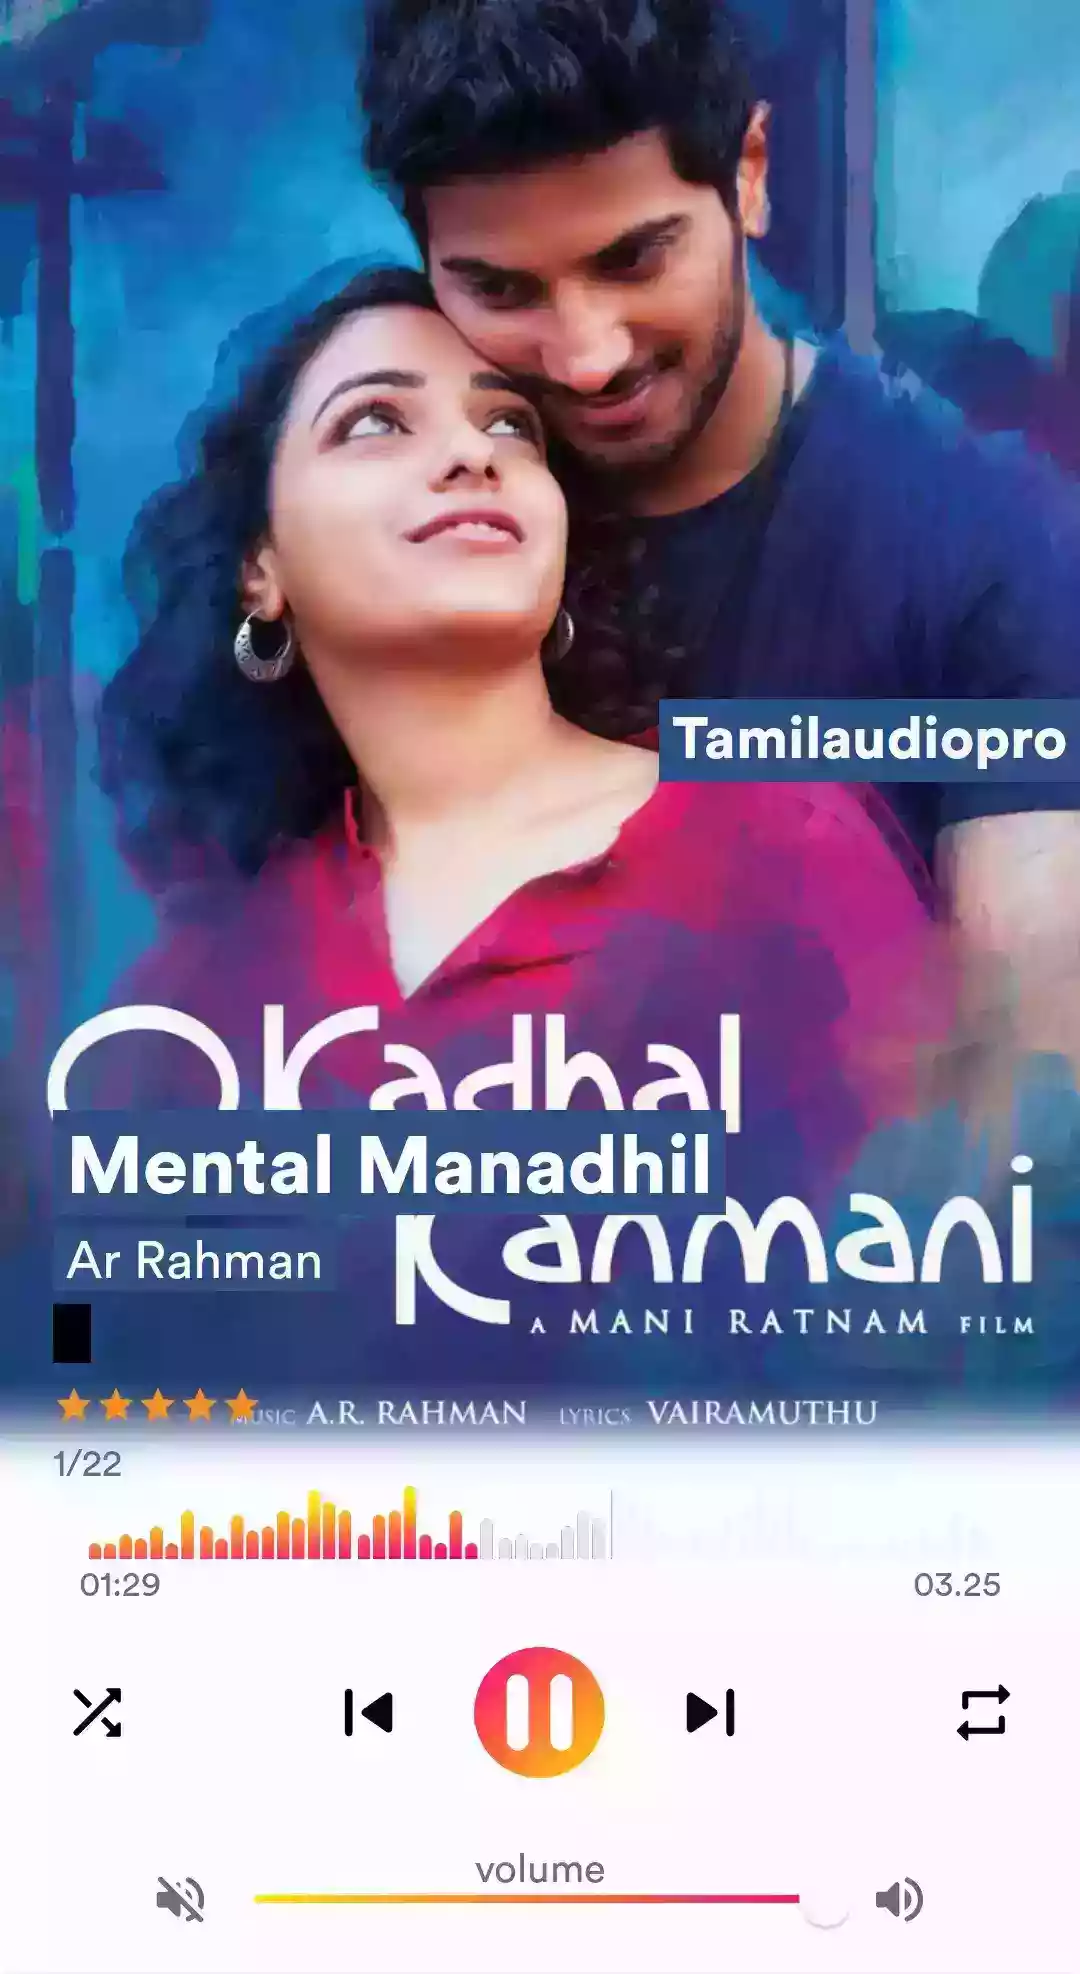 Tamilaudiopro
O Kadhal
Mental Manadhil
Kanmani
Ar Rahman
A MANI RATNAM FILM
MUSIC A.R. RAHMAN LYRICS VAIRAMUTHU
1/22
01:29 03.25
volume